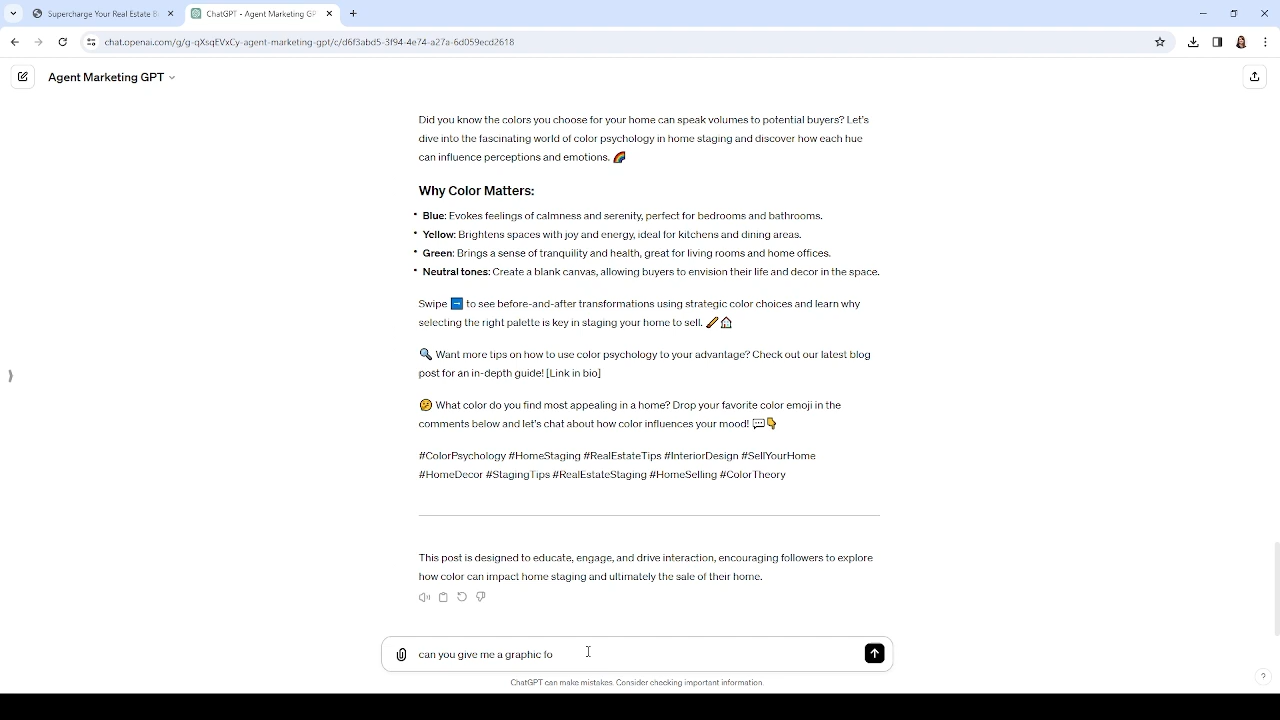 Supercharge Your Real Estate B
ChatGPT - Agent Marketing GP
chat.openai.com/g/g-qXsqEVxCy-agent-marketing-gpt/c/d6f3abd5-3f94-4e74-a27a-6d059ecd2618
Agent Marketing GPT
Did you know the colors you choose for your home can speak volumes to potential buyers? Let's
dive into the fascinating world of color psychology in home staging and discover how each hue
can influence perceptions and emotions. 🌈
Why Color Matters:
• Blue: Evokes feelings of calmness and serenity, perfect for bedrooms and bathrooms.
• Yellow: Brightens spaces with joy and energy, ideal for kitchens and dining areas.
• Green: Brings a sense of tranquility and health, great for living rooms and home offices.
• Neutral tones: Create a blank canvas, allowing buyers to envision their life and decor in the space.
Swipe ➡️ to see before-and-after transformations using strategic color choices and learn why
selecting the right palette is key in staging your home to sell. 🖌️🏠
🔍 Want more tips on how to use color psychology to your advantage? Check out our latest blog
post for an in-depth guide! [Link in bio]
🤔 What color do you find most appealing in a home? Drop your favorite color emoji in the
comments below and let's chat about how color influences your mood! 💬👇
#ColorPsychology #HomeStaging #RealEstateTips #InteriorDesign #SellYourHome
#HomeDecor #StagingTips #RealEstateStaging #HomeSelling #ColorTheory
This post is designed to educate, engage, and drive interaction, encouraging followers to explore
how color can impact home staging and ultimately the sale of their home.
can you give me a graphic fo
ChatGPT can make mistakes. Consider checking important information.
?